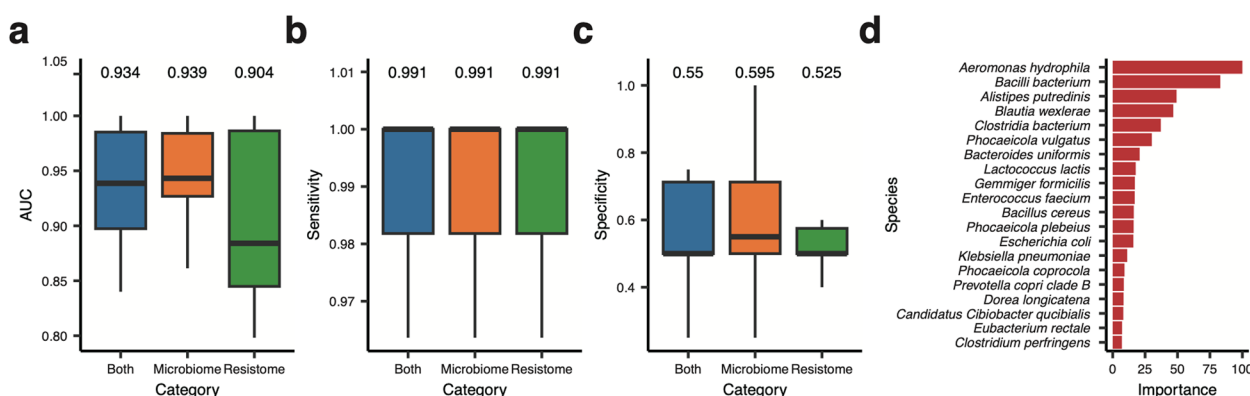 a
AUC
1.05
1.00
0.95
0.90
0.85
0.80
0.934 0.939 0.904
Both Microbiome Resistome
Category
b
Sensitivity
1.01
1.00
0.99
0.98
0.97
0.991 0.991 0.991
Both Microbiome Resistome
Category
c
Specificity
1.0
0.8
0.6
0.4
0.55 0.595 0.525
Both Microbiome Resistome
Category
d
Species
Aeromonas hydrophila
Bacilli bacterium
Alistipes putredinis
Blautia wexlerae
Clostridia bacterium
Phocaeicola vulgatus
Bacteroides uniformis
Lactococcus lactis
Gemmiger formicilis
Enterococcus faecium
Bacillus cereus
Phocaeicola plebeius
Escherichia coli
Klebsiella pneumoniae
Phocaeicola coprocola
Prevotella copri clade B
Dorea longicatena
Candidatus Cibiobacter qucibialis
Eubacterium rectale
Clostridium perfringens
0 25 50 75 100
Importance